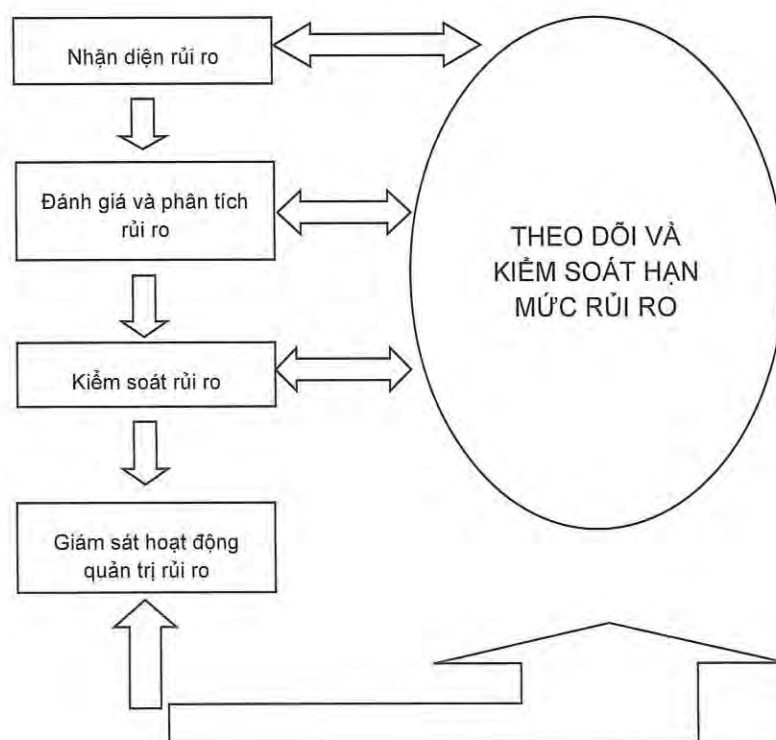 Nhận diện rủi ro
Đánh giá và phân tích
rủi ro
Kiểm soát rủi ro
Giám sát hoạt động
quản trị rủi ro
THEO DÕI VÀ
KIỂM SOÁT HẠN
MỨC RỦI RO